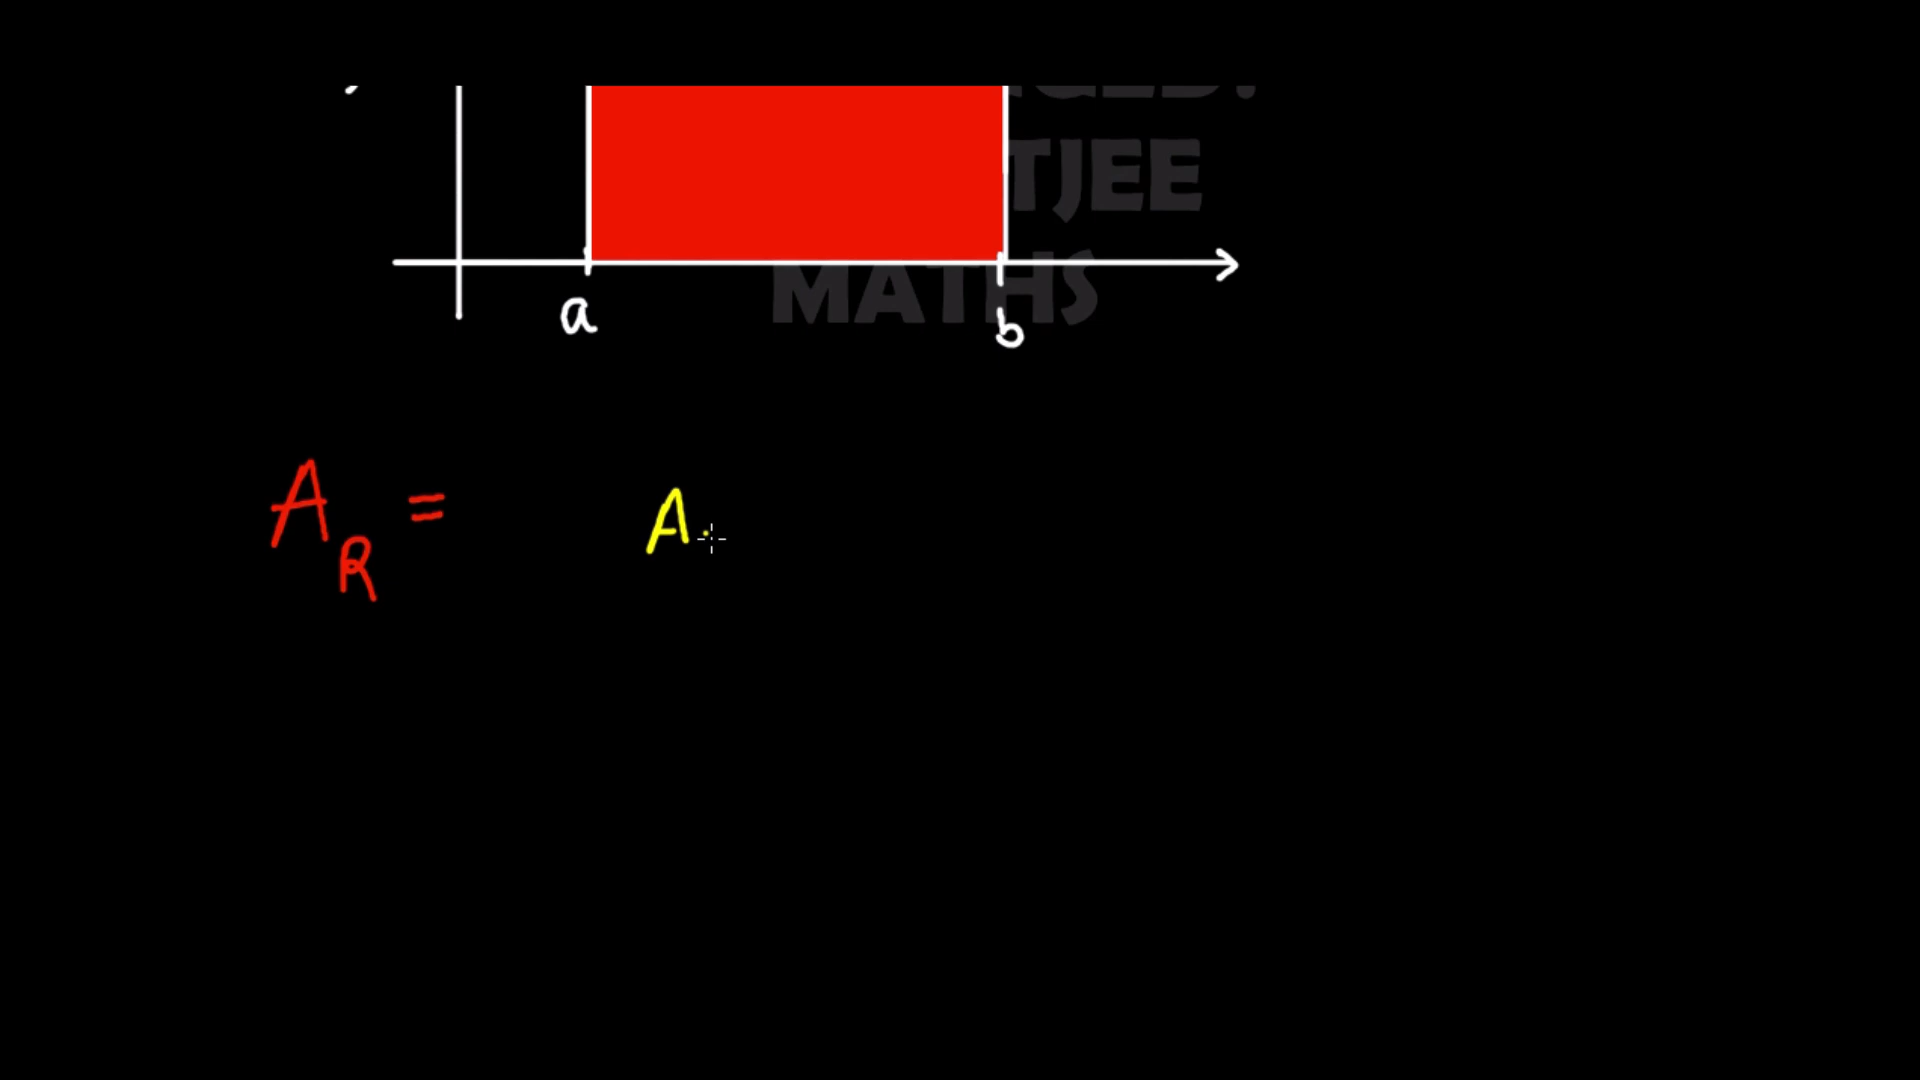 TJEE
MATHS
a
b
A_R =
A